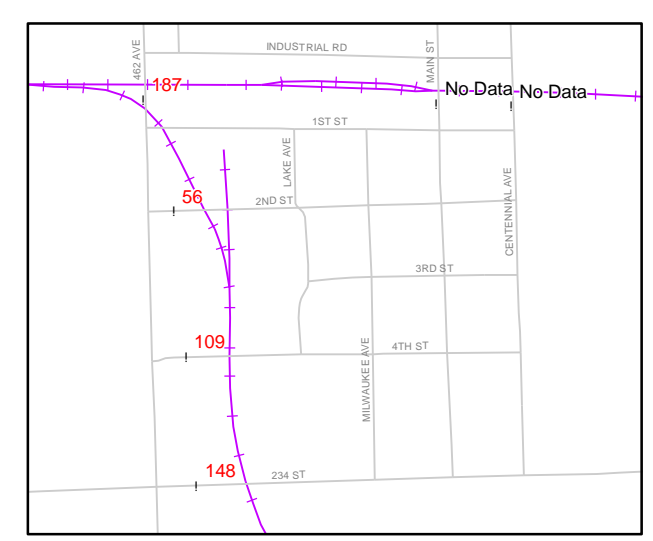 INDUSTRIAL RD
462 AVE
MAIN ST
187
No Data
No Data
1ST ST
LAKE AVE
CENTENNIAL AVE
56
2ND ST
3RD ST
109
4TH ST
MILWAUKEE AVE
148
234 ST